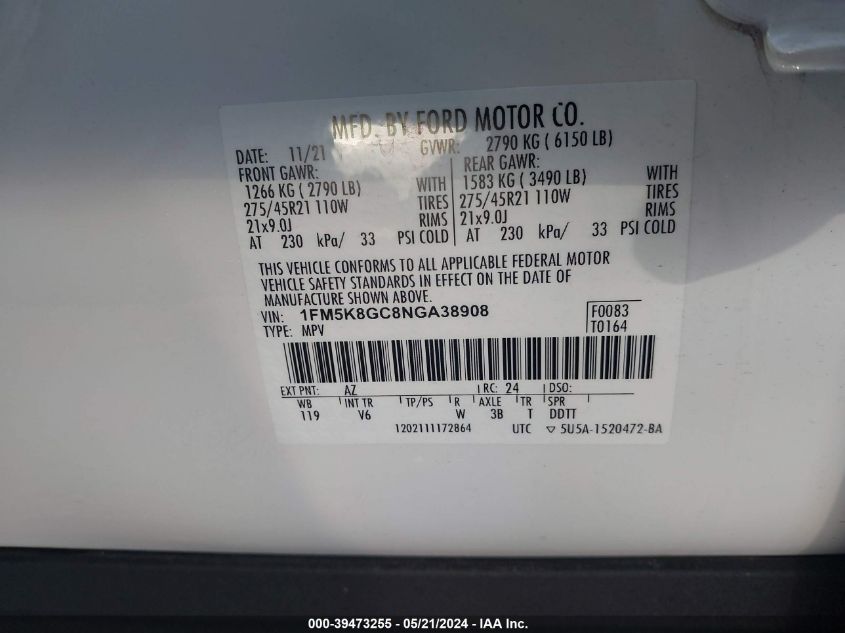 MFD. BY FORD MOTOR CO.
DATE: 11/21 GVWR: 2790 KG ( 6150 LB)
FRONT GAWR: REAR GAWR:
1266 KG ( 2790 LB) WITH 1583 KG ( 3490 LB) WITH
275/45R21 110W TIRES 275/45R21 110W TIRES
21x9.0J RIMS 21x9.0J RIMS
AT 230 kPa/ 33 PSI COLD AT 230 kPa/ 33 PSI COLD
THIS VEHICLE CONFORMS TO ALL APPLICABLE FEDERAL MOTOR
VEHICLE SAFETY STANDARDS IN EFFECT ON THE DATE OF
MANUFACTURE SHOWN ABOVE.
VIN: 1FM5K8GC8NGA38908 F0083
TYPE: MPV T0164
EXT PNT: AZ RC: 24 DSO:
WB INT TR TP/PS R AXLE TR SPR
119 V6 W 3B T DDTT
1202111172864 UTC ▽ 5U5A-1520472-BA
000-39473255 - 05/21/2024 - IAA Inc.